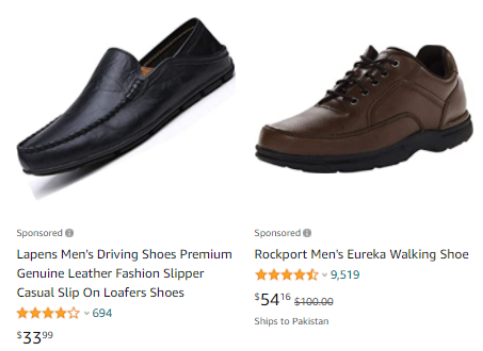 Sponsored
Lapens Men's Driving Shoes Premium
Genuine Leather Fashion Slipper
Casual Slip On Loafers Shoes
694
$33.99
Sponsored
Rockport Men's Eureka Walking Shoe
9,519
$54.16 $100.00
Ships to Pakistan